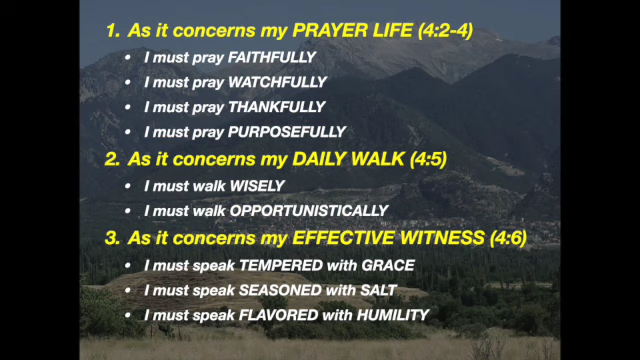 1. As it concerns my PRAYER LIFE (4:2-4)
• I must pray FAITHFULLY
• I must pray WATCHFULLY
• I must pray THANKFULLY
• I must pray PURPOSEFULLY
2. As it concerns my DAILY WALK (4:5)
• I must walk WISELY
• I must walk OPPORTUNISTICALLY
3. As it concerns my EFFECTIVE WITNESS (4:6)
• I must speak TEMPERED with GRACE
• I must speak SEASONED with SALT
• I must speak FLAVORED with HUMILITY